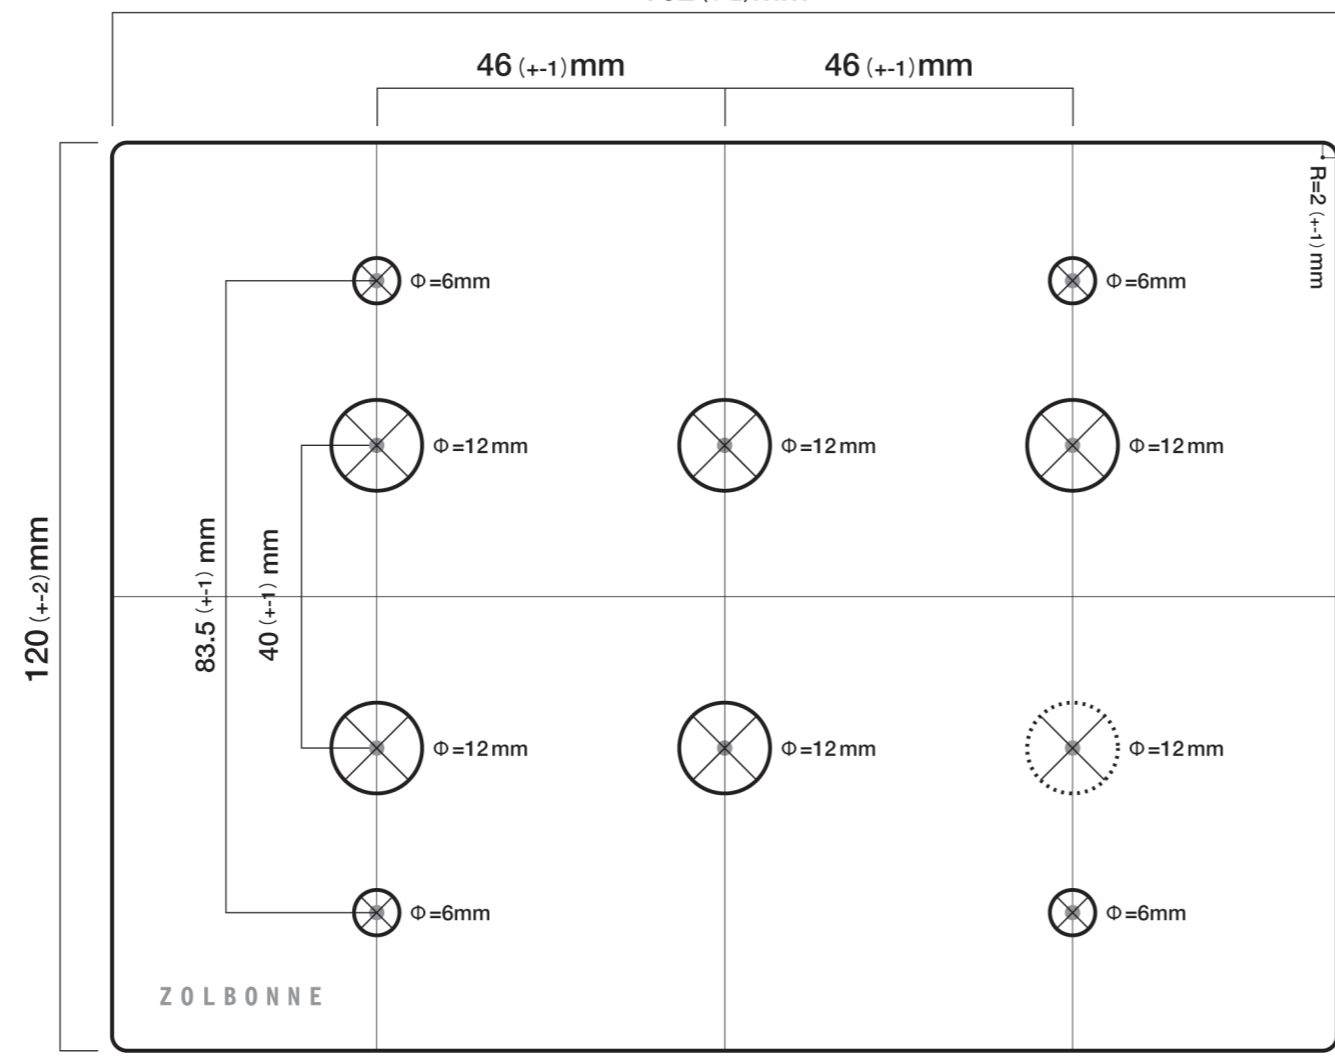 46 (+-1)mm
46 (+-1)mm
R=2 (+-1) mm
Φ=6mm
Φ=6mm
Φ=12mm
Φ=12mm
Φ=12mm
120 (+-2)mm
83.5 (+-1) mm
40 (+-1) mm
Φ=12mm
Φ=12mm
Φ=12mm
Φ=6mm
Φ=6mm
ZOLBONNE